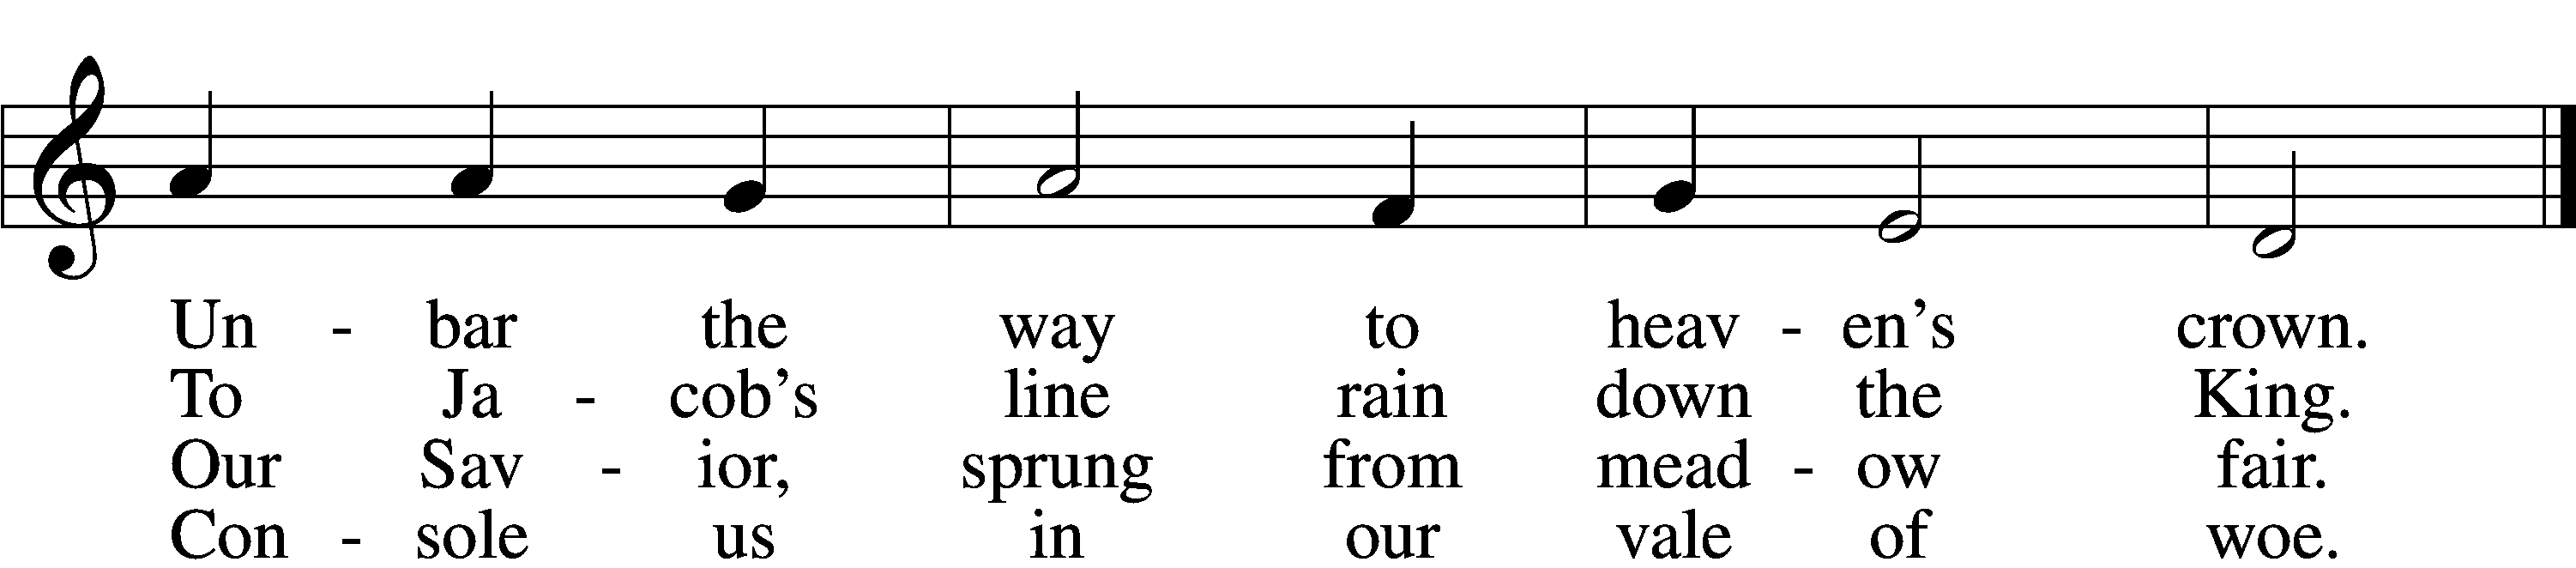 Un - bar the way to heav - en's crown.
To Ja - cob's line rain down the King.
Our Sav - ior, sprung from mead - ow fair.
Con - sole us in our vale of woe.